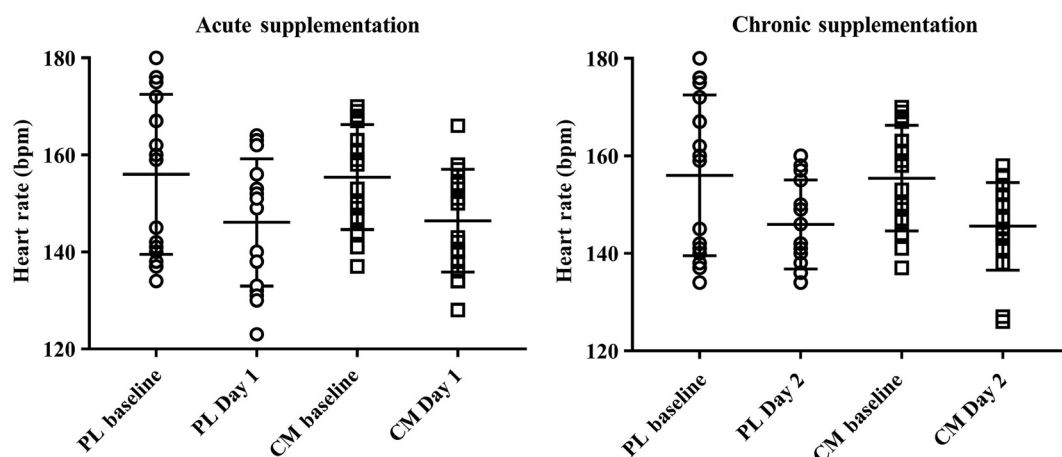 Acute supplementation
Heart rate (bpm)
180
160
140
120
PL baseline
PL Day 1
CM baseline
CM Day 1
Chronic supplementation
Heart rate (bpm)
180
160
140
120
PL baseline
PL Day 2
CM baseline
CM Day 2